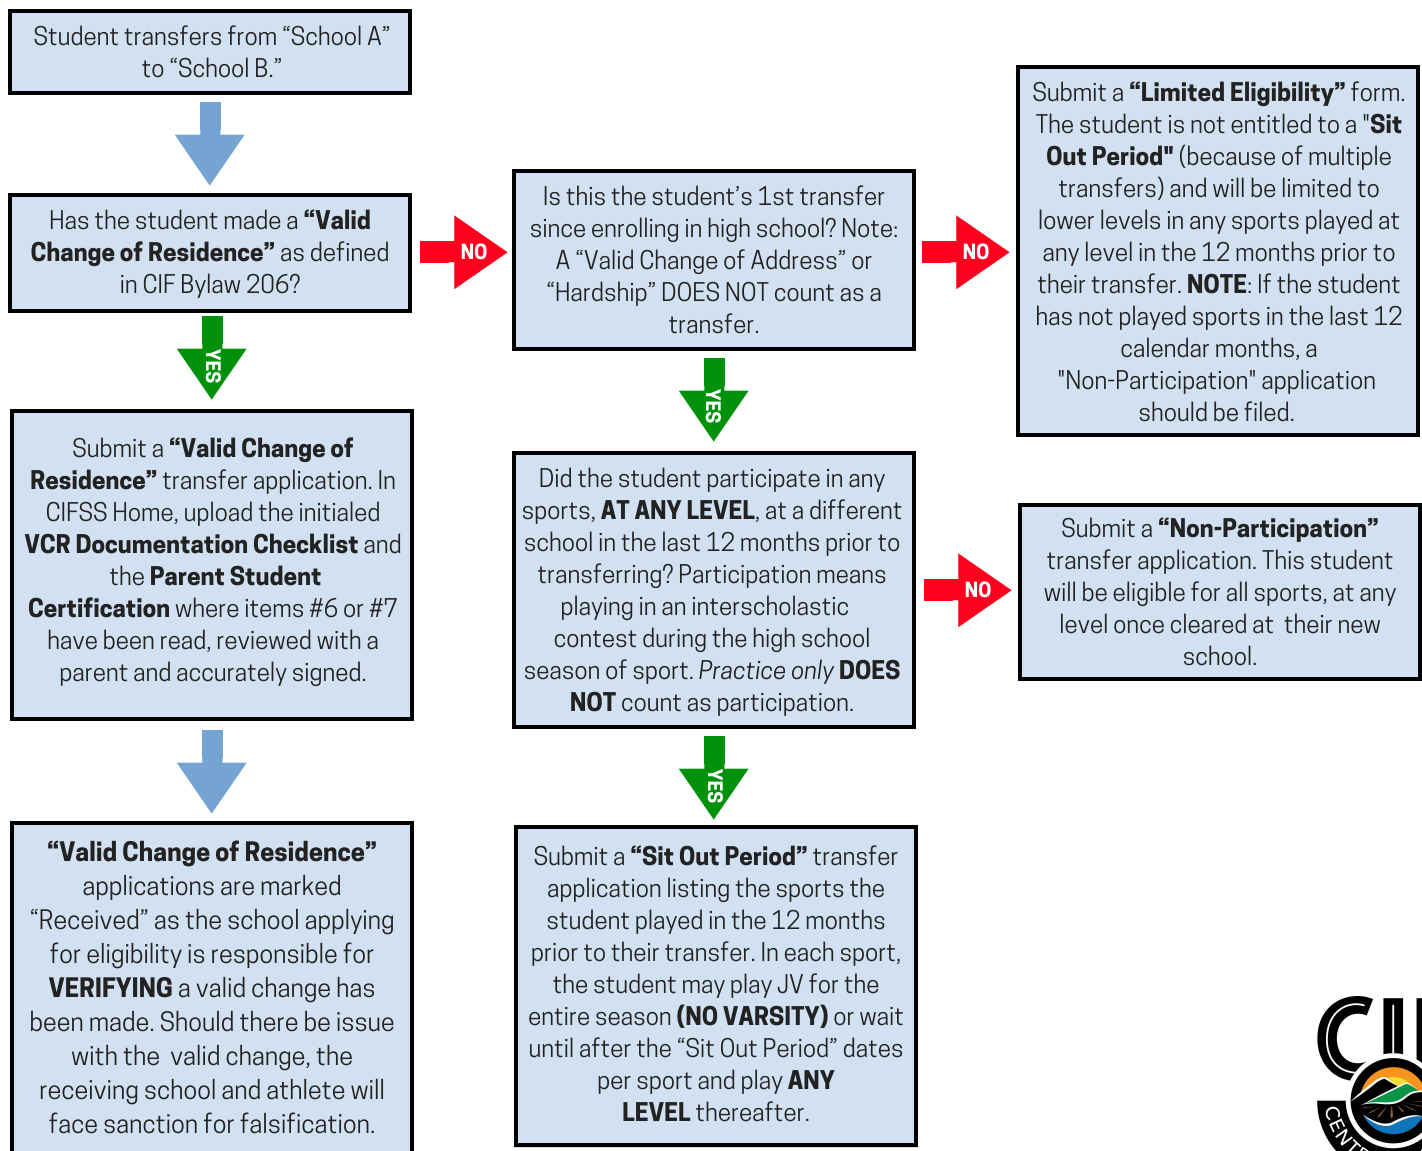 Student transfers from “School A”
to “School B.”
Has the student made a “Valid
Change of Residence” as defined
in CIF Bylaw 206?
NO
Is this the student’s 1st transfer
since enrolling in high school? Note:
A “Valid Change of Address” or
“Hardship” DOES NOT count as a
transfer.
NO
Submit a “Limited Eligibility” form.
The student is not entitled to a "Sit
Out Period" (because of multiple
transfers) and will be limited to
lower levels in any sports played at
any level in the 12 months prior to
their transfer. NOTE: If the student
has not played sports in the last 12
calendar months, a
"Non-Participation" application
should be filed.
YES
Submit a “Valid Change of
Residence” transfer application. In
CIFSS Home, upload the initialed
VCR Documentation Checklist and
the Parent Student
Certification where items #6 or #7
have been read, reviewed with a
parent and accurately signed.
YES
Did the student participate in any
sports, AT ANY LEVEL, at a different
school in the last 12 months prior to
transferring? Participation means
playing in an interscholastic
contest during the high school
season of sport. Practice only DOES
NOT count as participation.
NO
Submit a “Non-Participation”
transfer application. This student
will be eligible for all sports, at any
level once cleared at their new
school.
“Valid Change of Residence”
applications are marked
“Received” as the school applying
for eligibility is responsible for
VERIFYING a valid change has
been made. Should there be issue
with the valid change, the
receiving school and athlete will
face sanction for falsification.
YES
Submit a “Sit Out Period” transfer
application listing the sports the
student played in the 12 months
prior to their transfer. In each sport,
the student may play JV for the
entire season (NO VARSITY) or wait
until after the “Sit Out Period” dates
per sport and play ANY
LEVEL thereafter.
CI
CENT